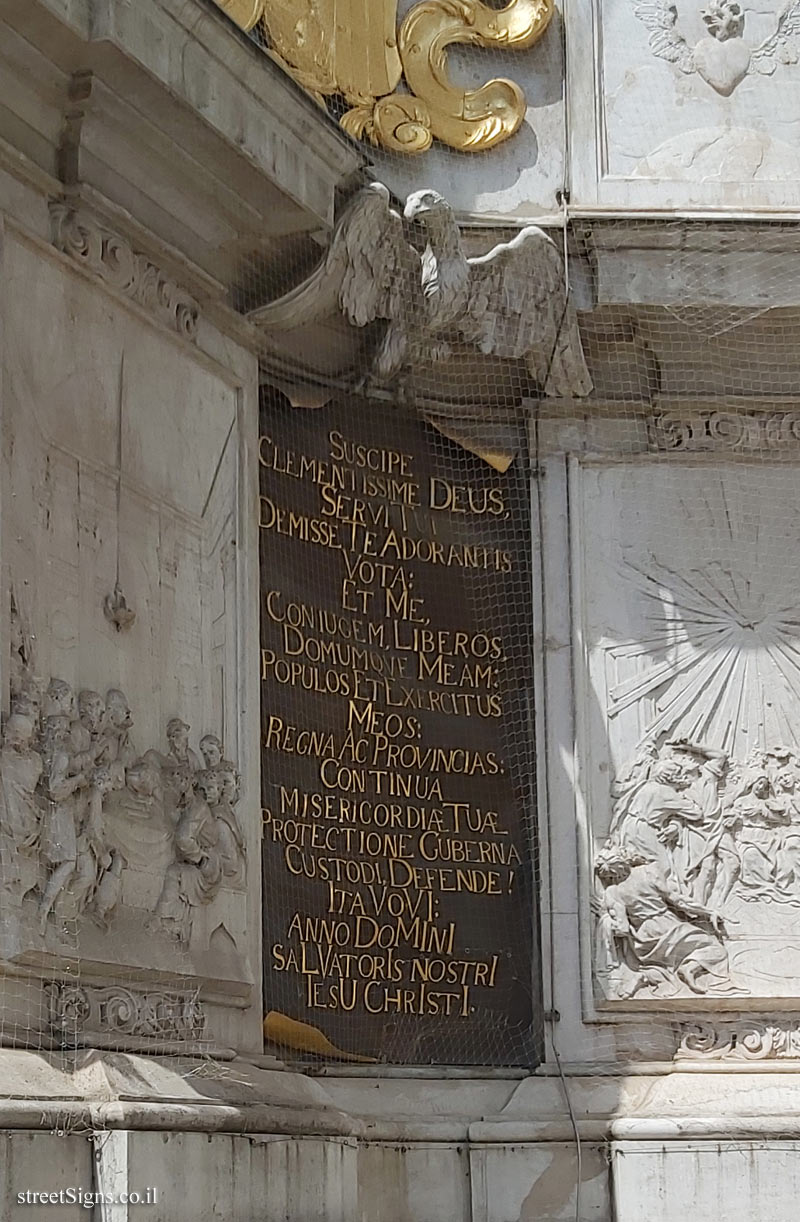 SUSCIPE
CLEMENTISSIME DEUS,
SERVI TUI
DEMISSE TE ADORANTIS
VOTA:
ET ME,
CONIUGEM, LIBEROS,
DOMUMQVE MEAM:
POPULOS ET EXERCITUS
MEOS:
REGNA AC PROVINCIAS:
CONTINUA
MISERICORDIÆ TUÆ
PROTECTIONE GUBERNA
CUSTODI, DEFENDE!
ITA VOVI:
ANNO DOMINI
SALVATORIS NOSTRI
IESU CHRISTI.
streetSigns.co.il